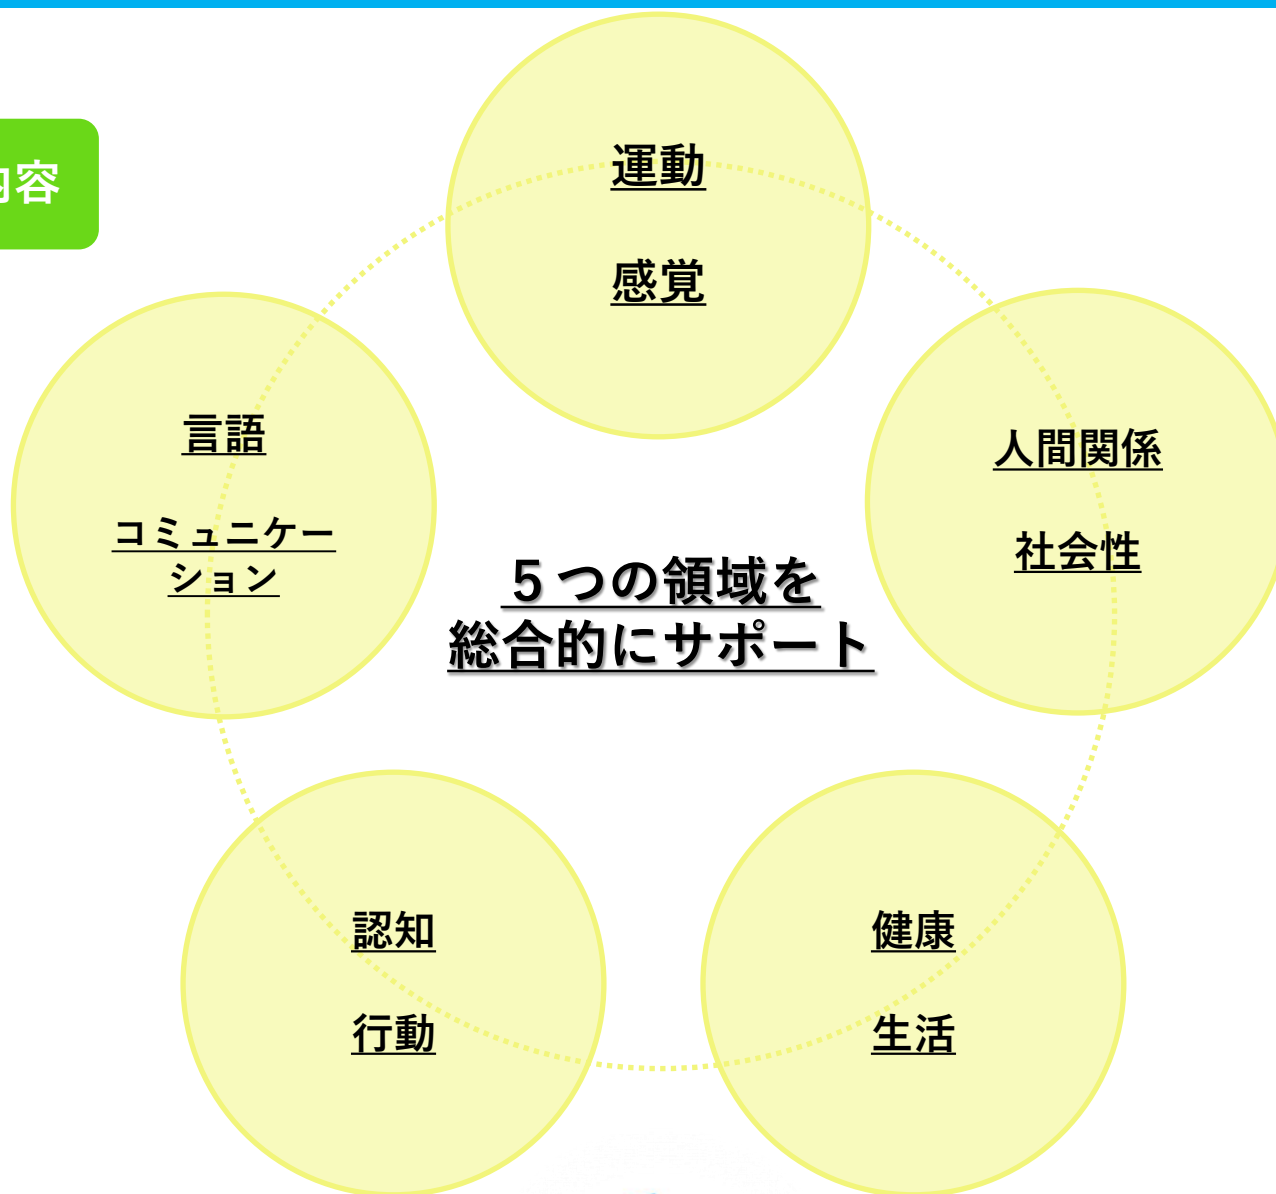 内容
運動
感覚
言語
コミュニケー
ション
人間関係
社会性
５つの領域を
総合的にサポート
認知
行動
健康
生活